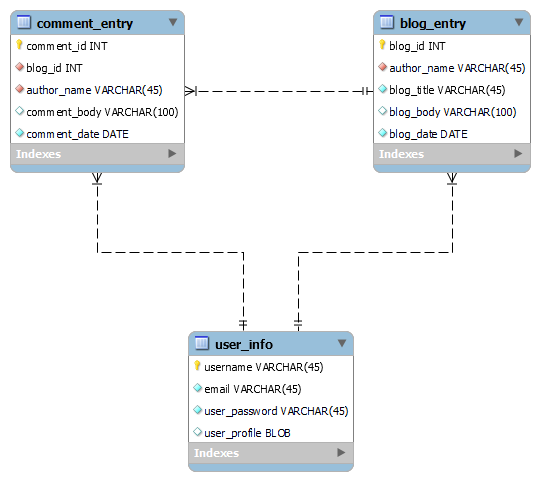 comment_entry
comment_id INT
blog_id INT
author_name VARCHAR(45)
comment_body VARCHAR(100)
comment_date DATE
Indexes
blog_entry
blog_id INT
author_name VARCHAR(45)
blog_title VARCHAR(45)
blog_body VARCHAR(100)
blog_date DATE
Indexes
user_info
username VARCHAR(45)
email VARCHAR(45)
user_password VARCHAR(45)
user_profile BLOB
Indexes